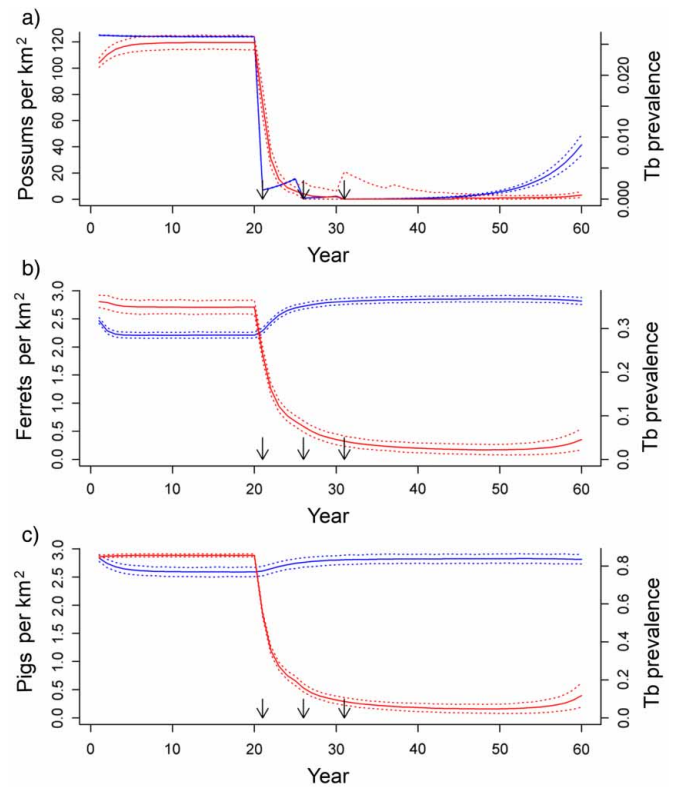 a)
Possums per km²
0 20 40 60 80 100 120
0.000 0.010 0.020
Tb prevalence
0 10 20 30 40 50 60
Year
b)
Ferrets per km²
0.0 0.5 1.0 1.5 2.0 2.5 3.0
0.0 0.1 0.2 0.3
Tb prevalence
0 10 20 30 40 50 60
Year
c)
Pigs per km²
0.0 0.5 1.0 1.5 2.0 2.5 3.0
0.0 0.2 0.4 0.6 0.8
Tb prevalence
0 10 20 30 40 50 60
Year